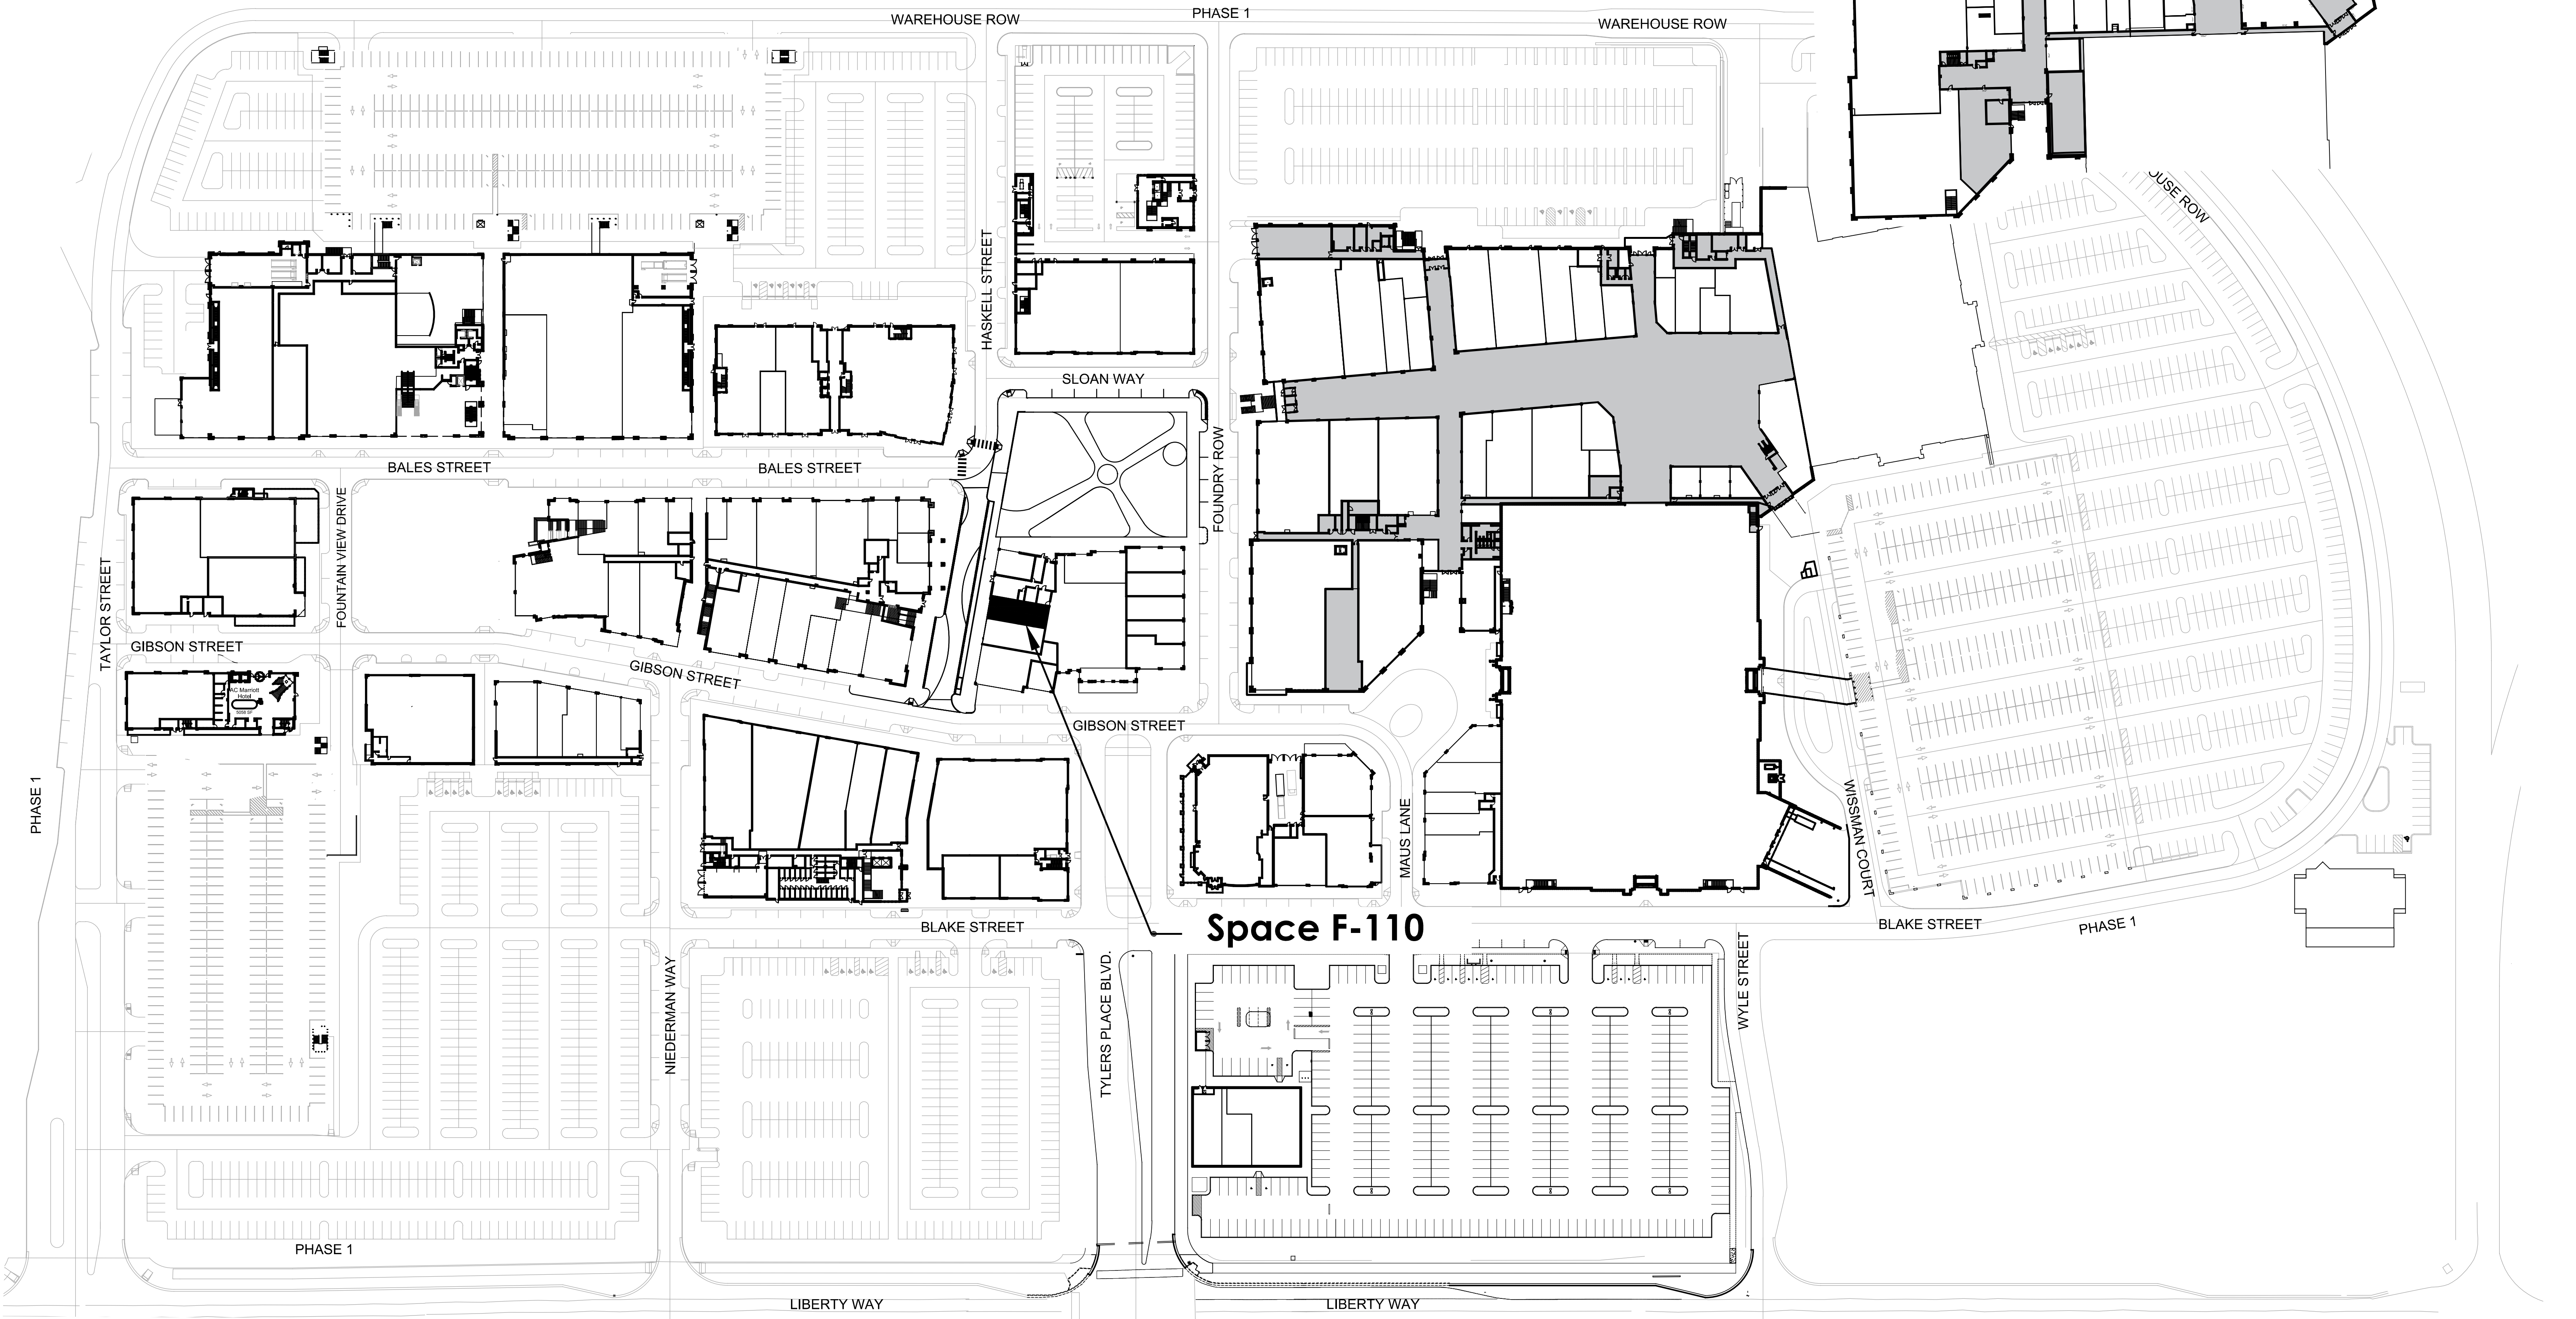 PHASE 1
WAREHOUSE ROW
WAREHOUSE ROW
HOUSE ROW
HASKELL STREET
SLOAN WAY
BALES STREET
BALES STREET
FOUNDRY ROW
FOUNTAIN VIEW DRIVE
TAYLOR STREET
GIBSON STREET
GIBSON STREET
AC Marriott
Hotel
GIBSON STREET
PHASE 1
MAUS LANE
WISSMAN COURT
Space F-110
BLAKE STREET
BLAKE STREET
PHASE 1
NIEDERMAN WAY
TYLERS PLACE BLVD.
WYLE STREET
PHASE 1
LIBERTY WAY
LIBERTY WAY